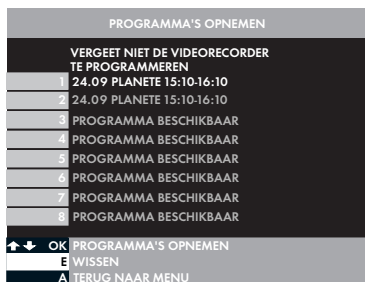 PROGRAMMA'S OPNEMEN
VERGEET NIET DE VIDEORECORDER
TE PROGRAMMEREN
1 24.09 PLANETE 15:10-16:10
2 24.09 PLANETE 15:10-16:10
3 PROGRAMMA BESCHIKBAAR
4 PROGRAMMA BESCHIKBAAR
5 PROGRAMMA BESCHIKBAAR
6 PROGRAMMA BESCHIKBAAR
7 PROGRAMMA BESCHIKBAAR
8 PROGRAMMA BESCHIKBAAR
OK PROGRAMMA'S OPNEMEN
E WISSEN
A TERUG NAAR MENU